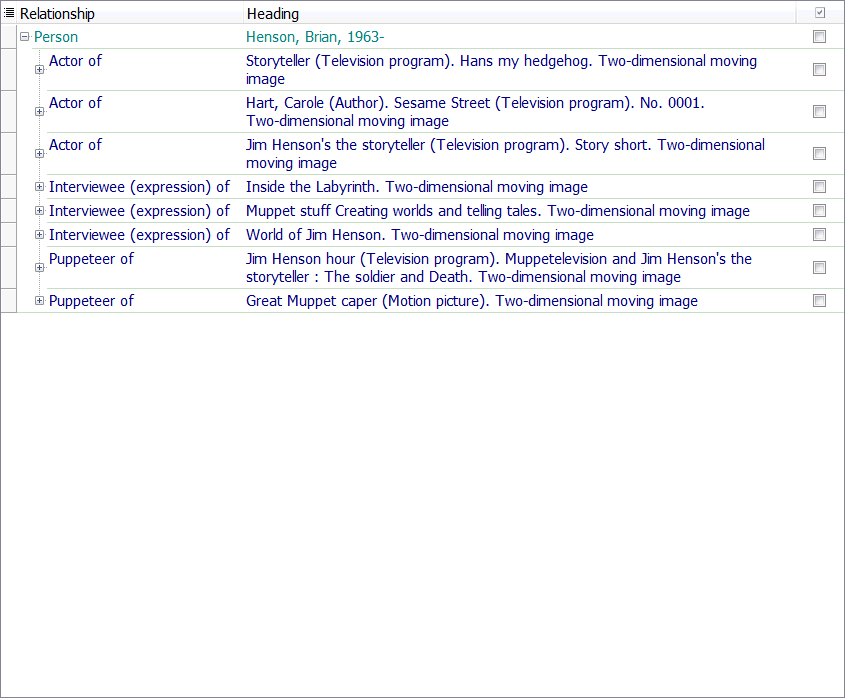 Relationship Heading
Person Henson, Brian, 1963-
Actor of Storyteller (Television program). Hans my hedgehog. Two-dimensional moving
image
Actor of Hart, Carole (Author). Sesame Street (Television program). No. 0001.
Two-dimensional moving image
Actor of Jim Henson's the storyteller (Television program). Story short. Two-dimensional
moving image
Interviewee (expression) of Inside the Labyrinth. Two-dimensional moving image
Interviewee (expression) of Muppet stuff Creating worlds and telling tales. Two-dimensional moving image
Interviewee (expression) of World of Jim Henson. Two-dimensional moving image
Puppeteer of Jim Henson hour (Television program). Muppetelevision and Jim Henson's the
storyteller : The soldier and Death. Two-dimensional moving image
Puppeteer of Great Muppet caper (Motion picture). Two-dimensional moving image